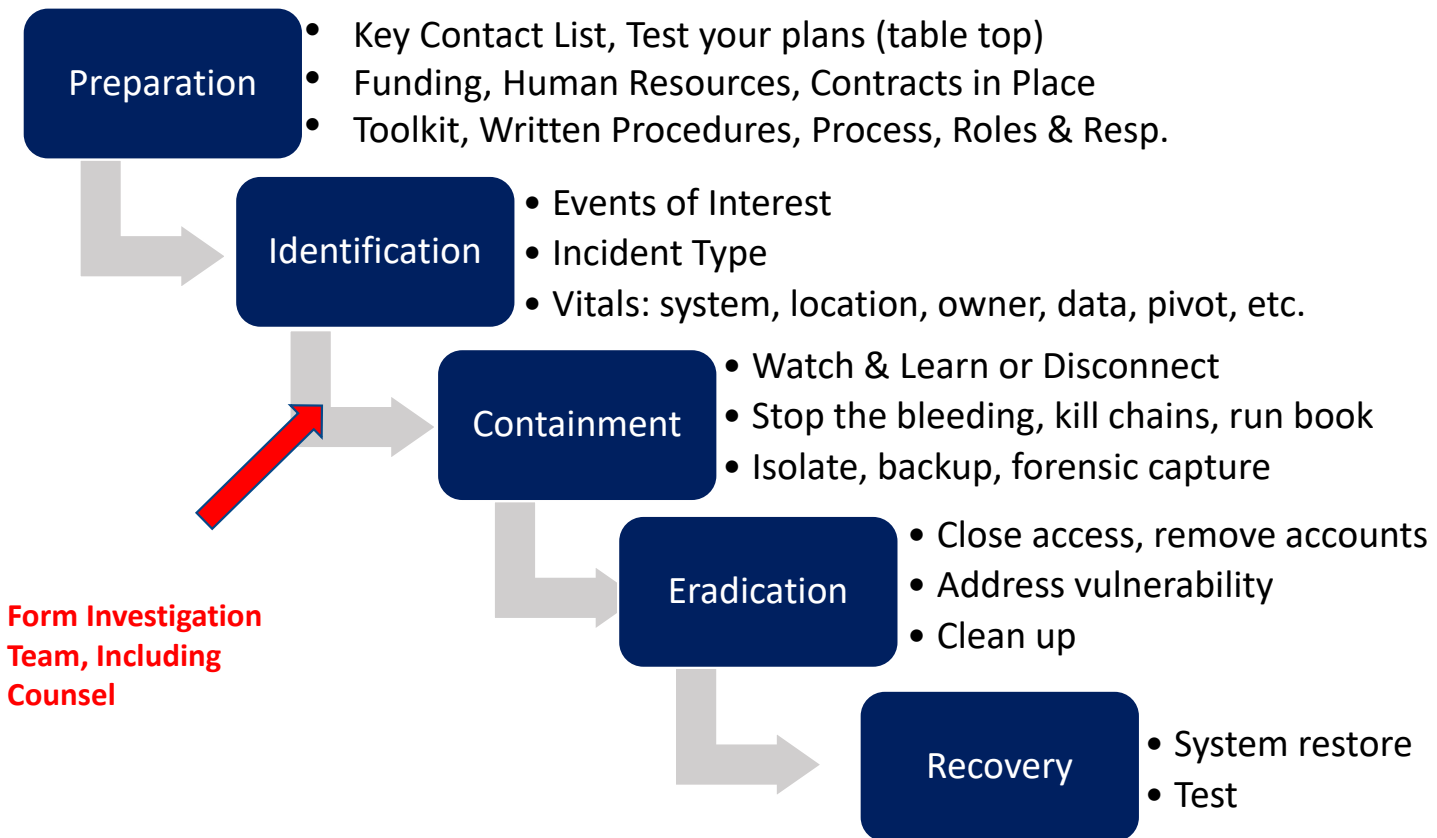 Preparation
• Key Contact List, Test your plans (table top)
• Funding, Human Resources, Contracts in Place
• Toolkit, Written Procedures, Process, Roles & Resp.
Identification
• Events of Interest
• Incident Type
• Vitals: system, location, owner, data, pivot, etc.
Containment
• Watch & Learn or Disconnect
• Stop the bleeding, kill chains, run book
• Isolate, backup, forensic capture
Form Investigation
Team, Including
Counsel
Eradication
• Close access, remove accounts
• Address vulnerability
• Clean up
Recovery
• System restore
• Test